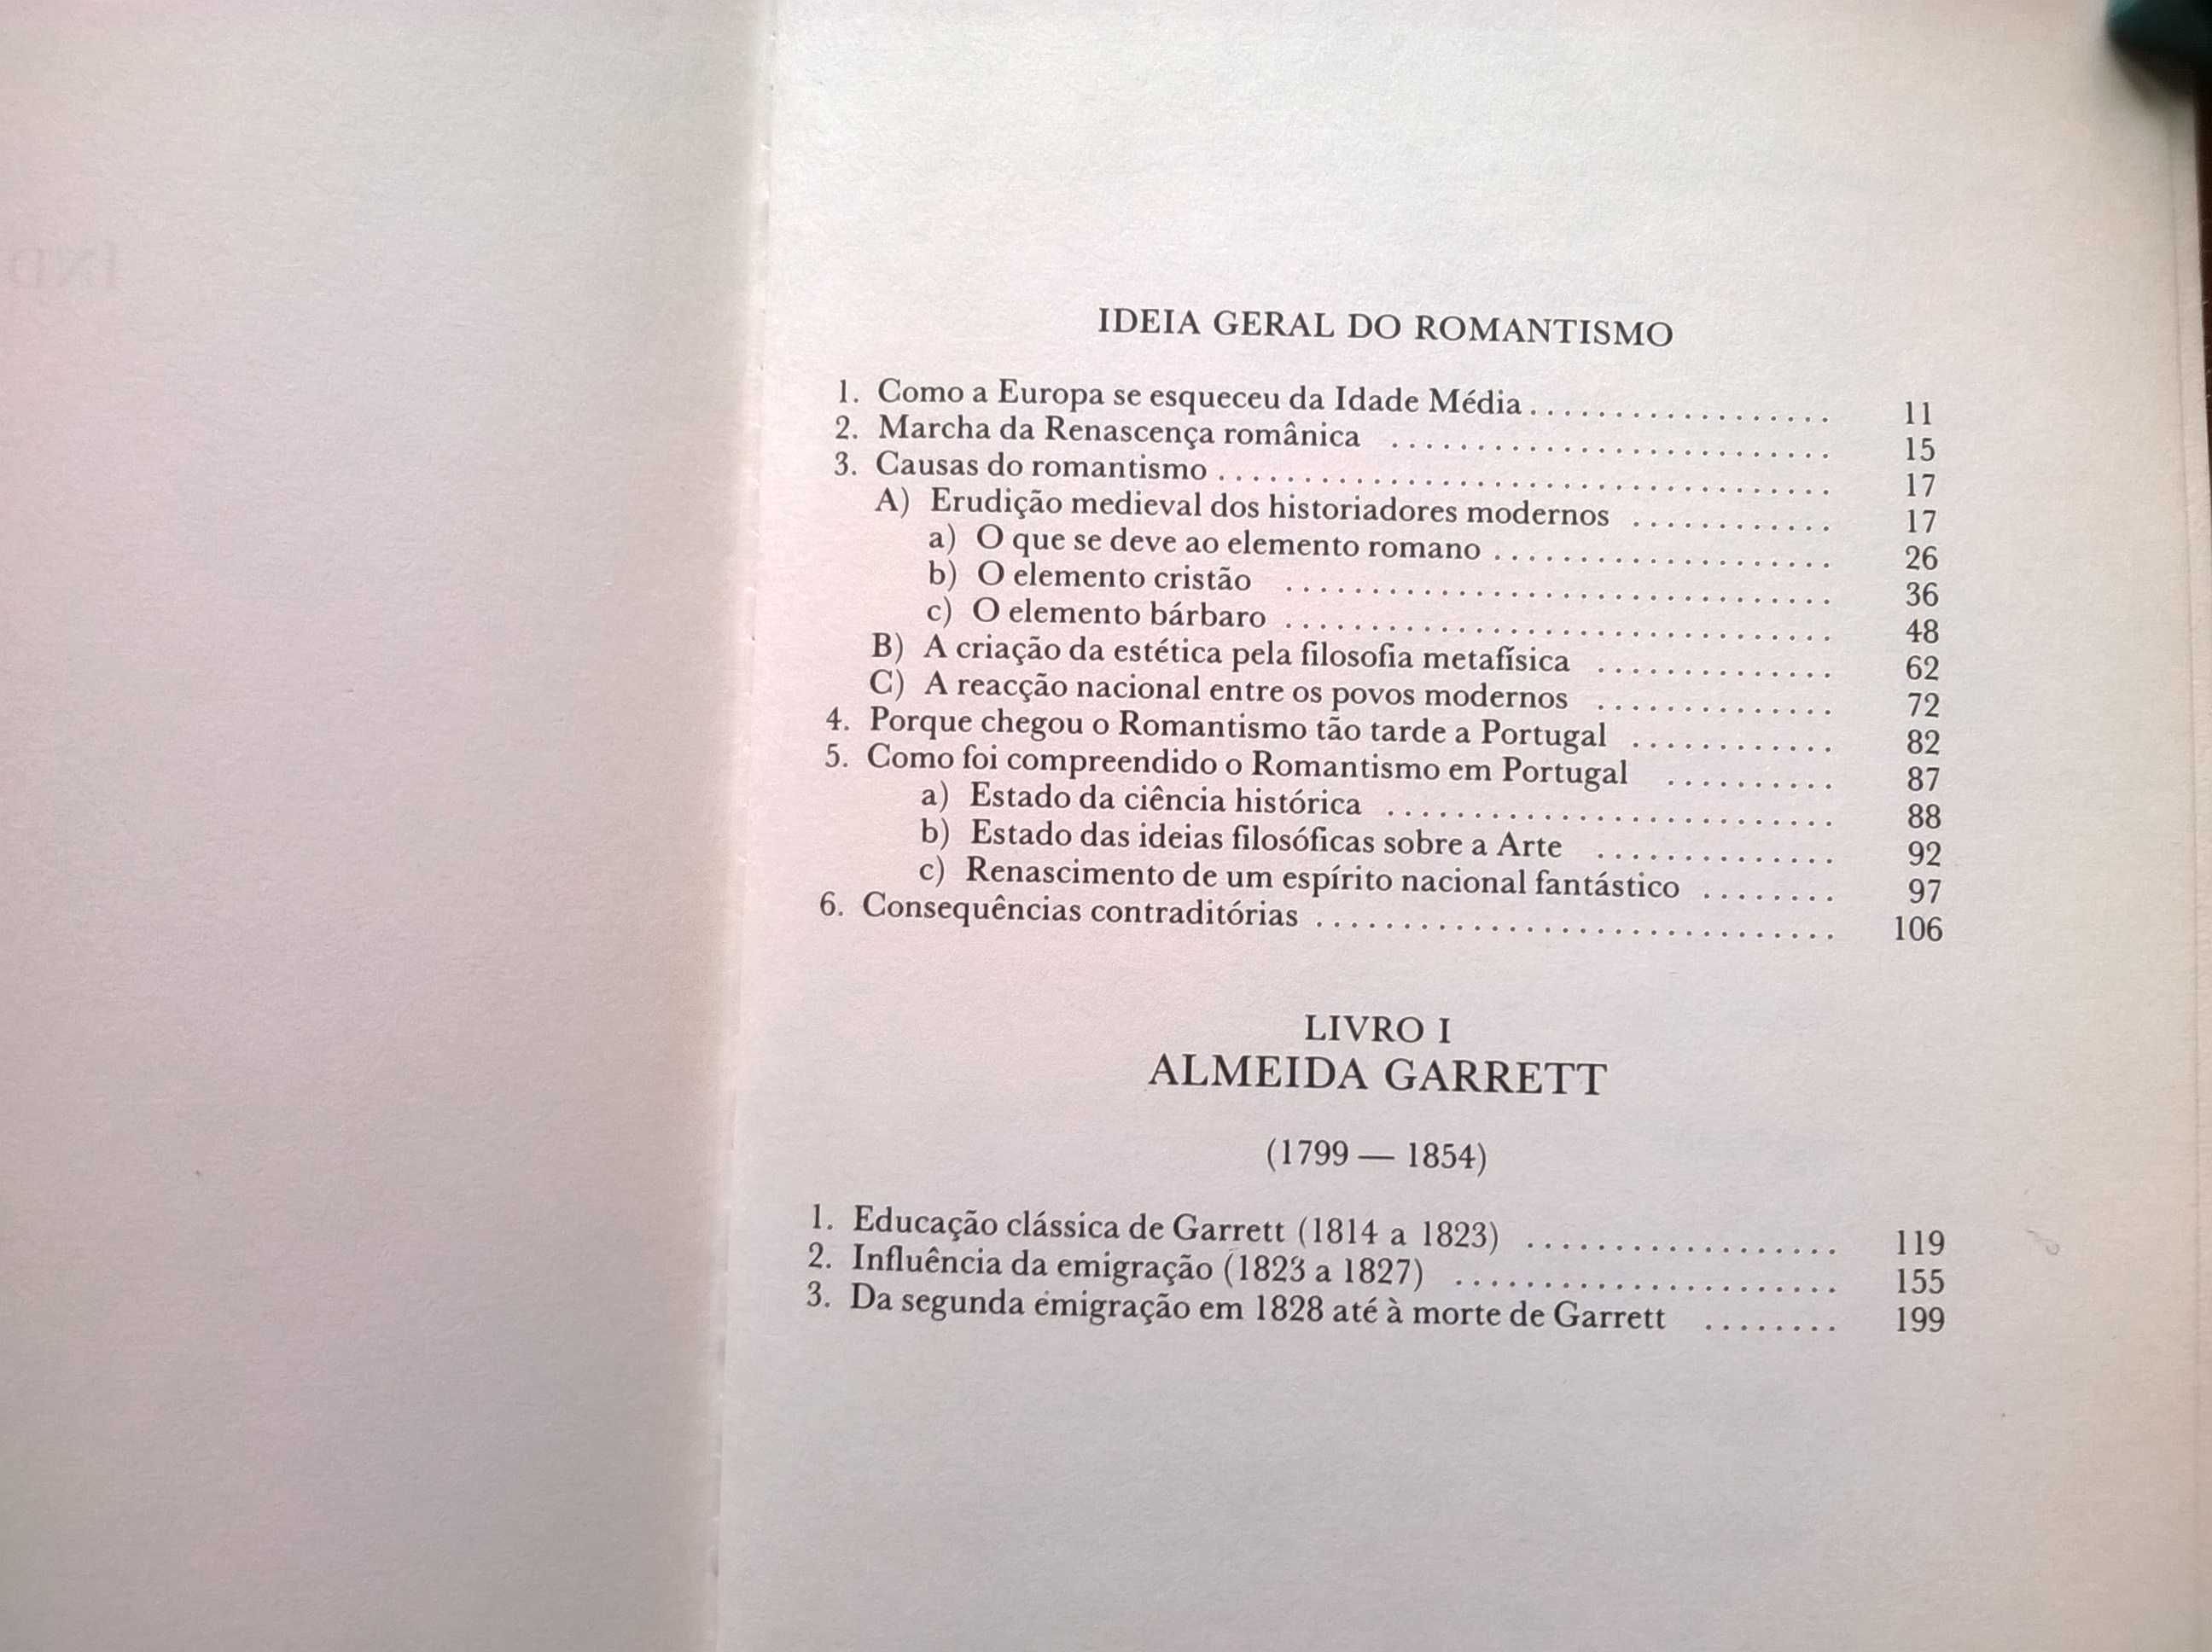 IDEIA GERAL DO ROMANTISMO
1. Como a Europa se esqueceu da Idade Média .................. 11
2. Marcha da Renascença românica .......................... 15
3. Causas do romantismo .................................... 17
A) Erudição medieval dos historiadores modernos ............ 17
a) O que se deve ao elemento romano .................... 26
b) O elemento cristão ................................ 36
c) O elemento bárbaro ................................ 48
B) A criação da estética pela filosofia metafísica .............. 62
C) A reacção nacional entre os povos modernos .............. 72
4. Porque chegou o Romantismo tão tarde a Portugal ............ 82
5. Como foi compreendido o Romantismo em Portugal .......... 87
a) Estado da ciência histórica .......................... 88
b) Estado das ideias filosóficas sobre a Arte .............. 92
c) Renascimento de um espírito nacional fantástico ........ 97
6. Consequências contraditórias .............................. 106
LIVRO I
ALMEIDA GARRETT
(1799 — 1854)
1. Educação clássica de Garrett (1814 a 1823) .................. 119
2. Influência da emigração (1823 a 1827) ...................... 155
3. Da segunda emigração em 1828 até à morte de Garrett ........ 199